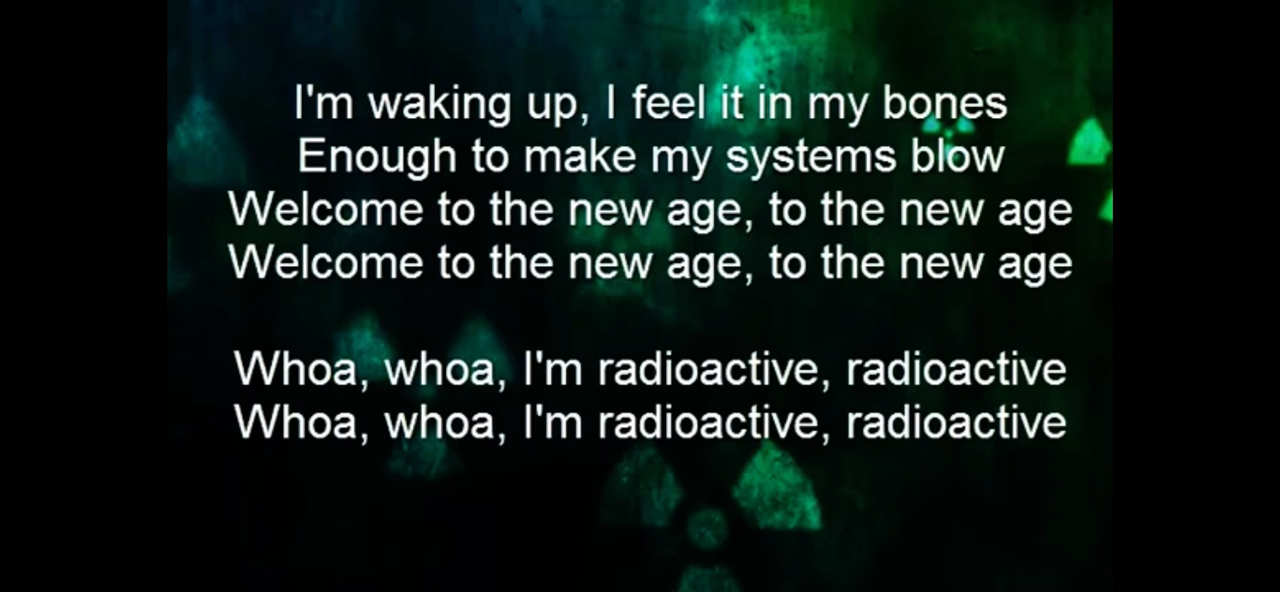 I'm waking up, I feel it in my bones
Enough to make my systems blow
Welcome to the new age, to the new age
Welcome to the new age, to the new age
Whoa, whoa, I'm radioactive, radioactive
Whoa, whoa, I'm radioactive, radioactive